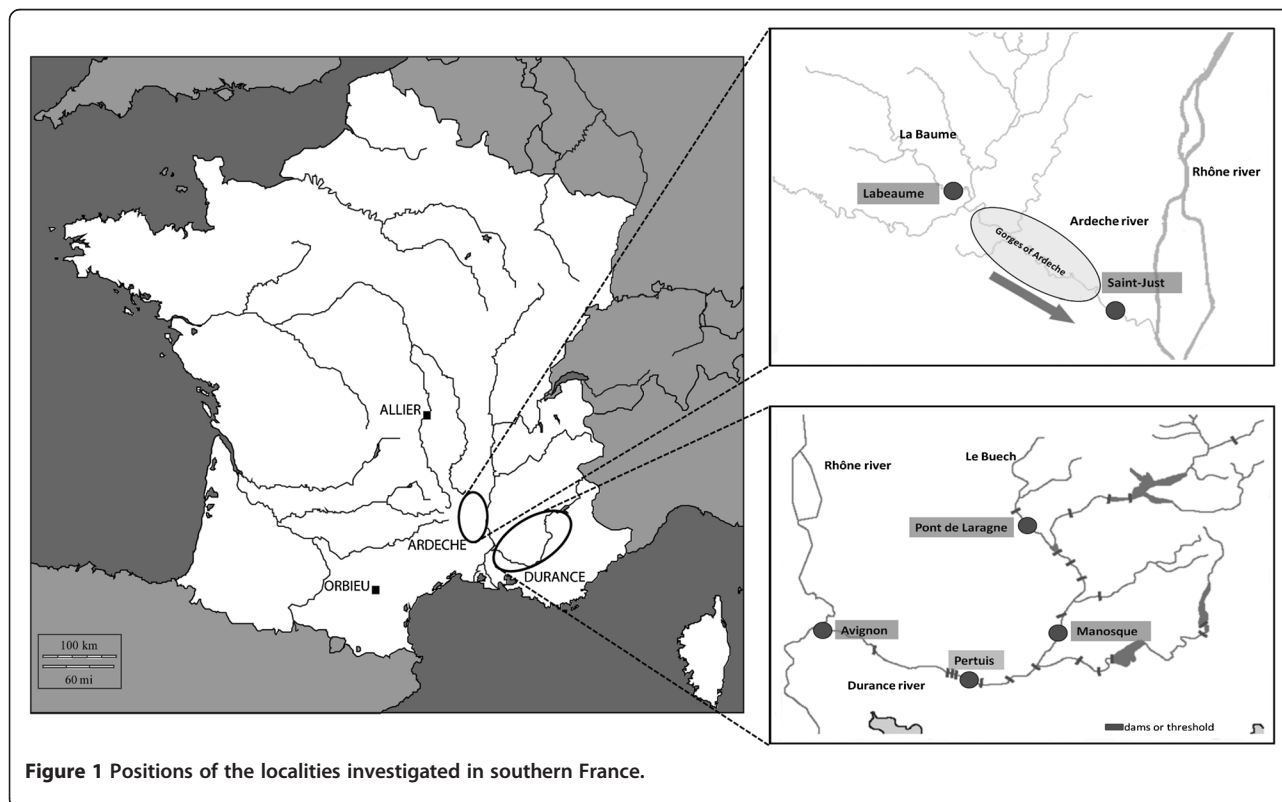 ALLIER
ARDECHE
ORBIEU
DURANCE
100 km
60 mi
La Baume
Rhône river
Labeaume
Ardeche river
Gorges of Ardeche
Saint-Just
Le Buech
Rhône river
Pont de Laragne
Avignon
Manosque
Pertuis
Durance river
dams or threshold
Figure 1 Positions of the localities investigated in southern France.